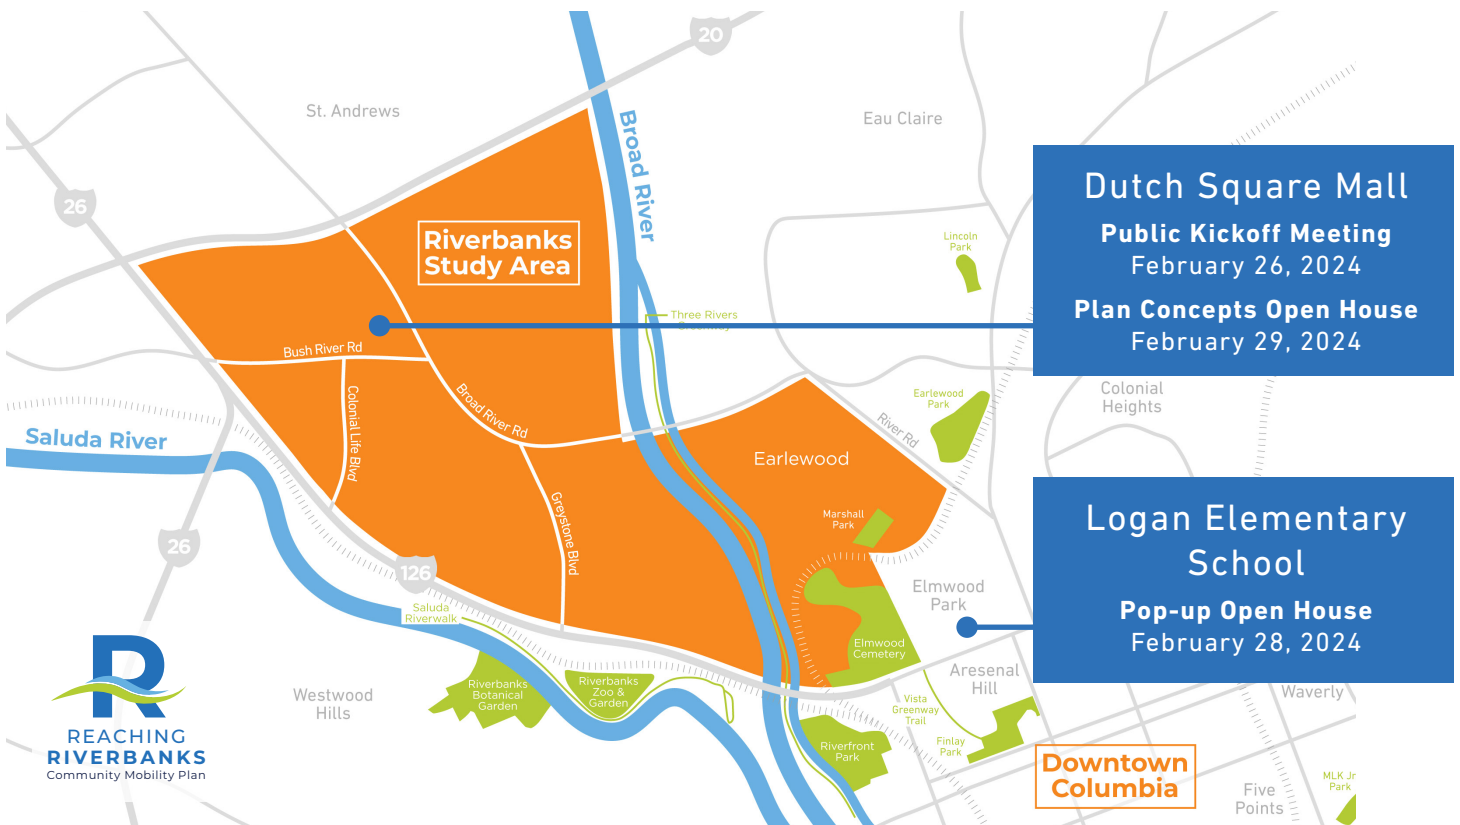 20
St. Andrews
Eau Claire
Broad River
26
Riverbanks
Study Area
Lincoln
Park
Dutch Square Mall
Public Kickoff Meeting
February 26, 2024
Plan Concepts Open House
February 29, 2024
Three Rivers
Greenway
Bush River Rd
Colonial Life Blvd
Broad River Rd
Earlewood
Park
River Rd
Colonial
Heights
Saluda River
Earlewood
Greystone Blvd
Marshall
Park
26
126
Elmwood
Park
Logan Elementary
School
Pop-up Open House
February 28, 2024
Saluda
Riverwalk
Elmwood
Cemetery
Aresenal
Hill
Riverbanks
Botanical
Garden
Riverbanks
Zoo &
Garden
Westwood
Hills
Vista
Greenway
Trail
Waverly
Finlay
Park
Riverfront
Park
Downtown
Columbia
Five
Points
MLK Jr
Park
R
REACHING
RIVERBANKS
Community Mobility Plan